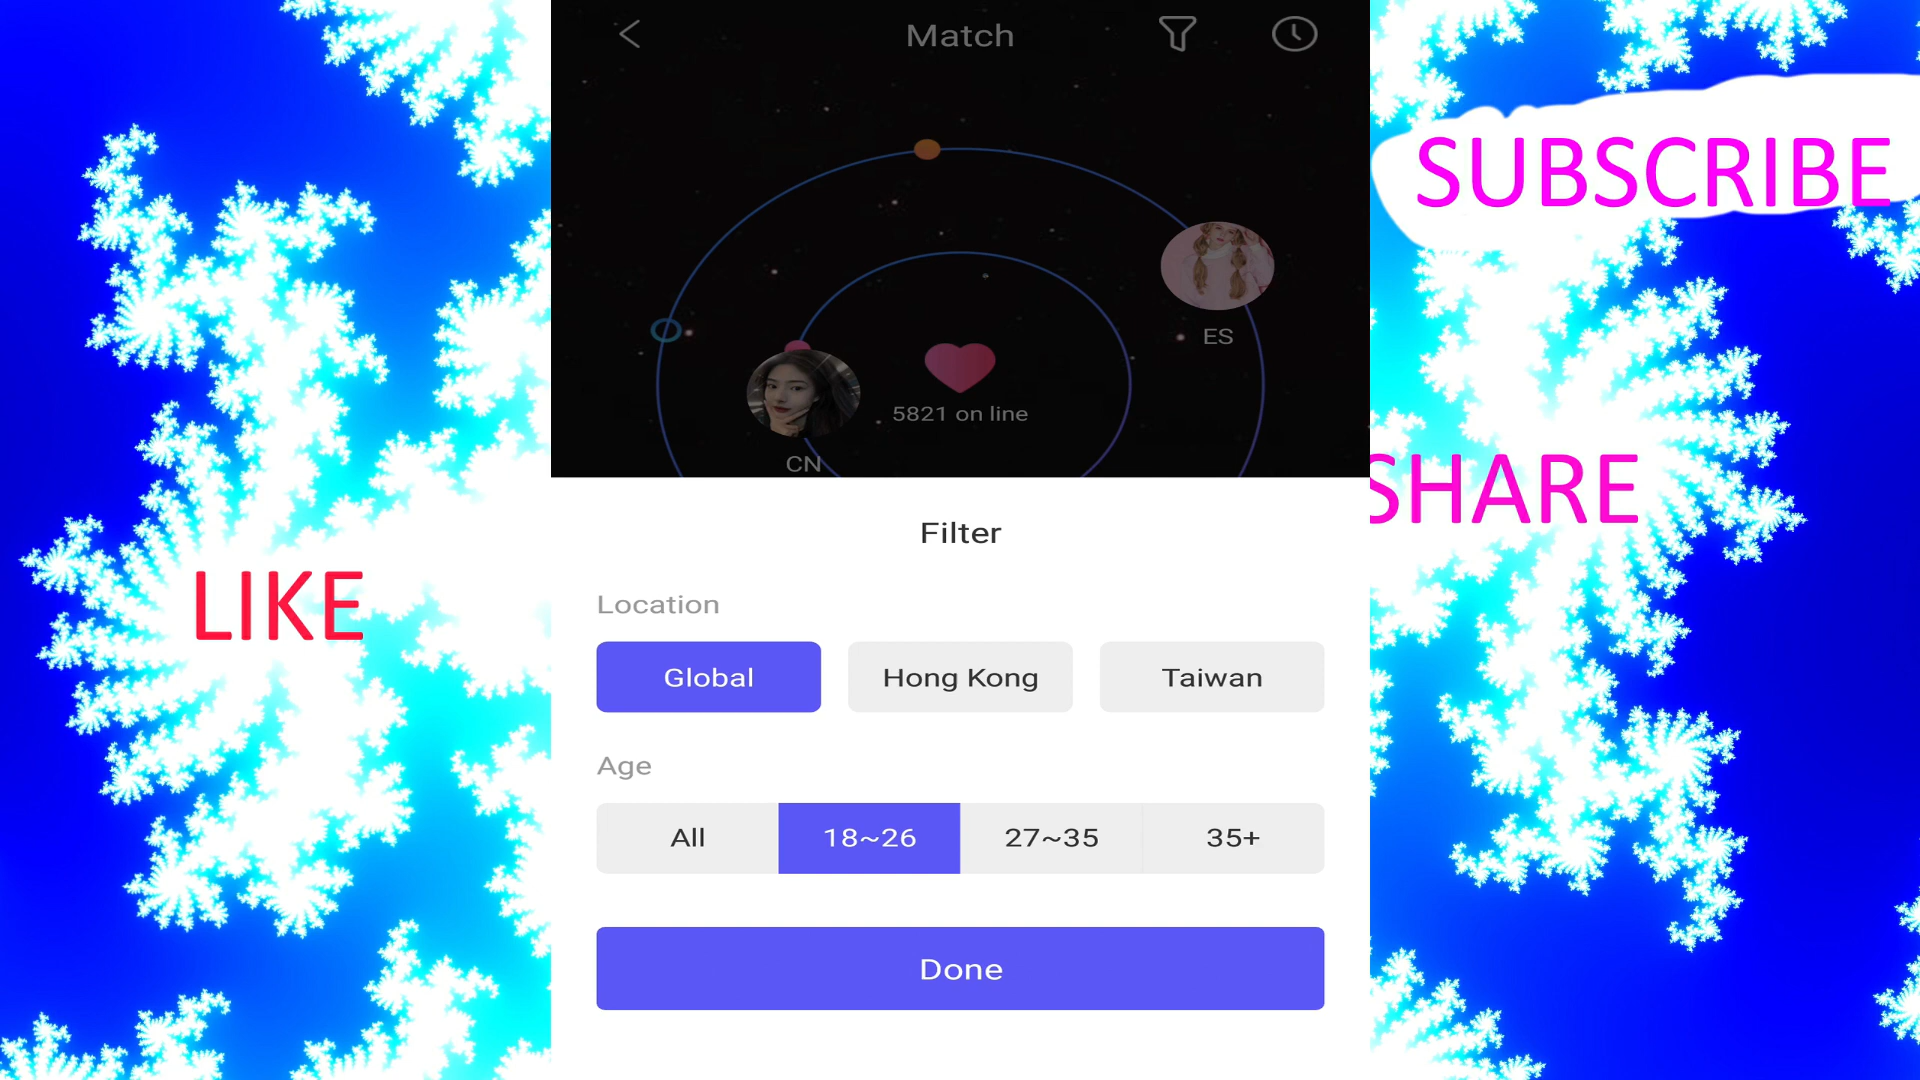 Match
SUBSCRIBE
ES
5821 on line
CN
SHARE
Filter
Location
LIKE
Global
Hong Kong
Taiwan
Age
All
18~26
27~35
35+
Done